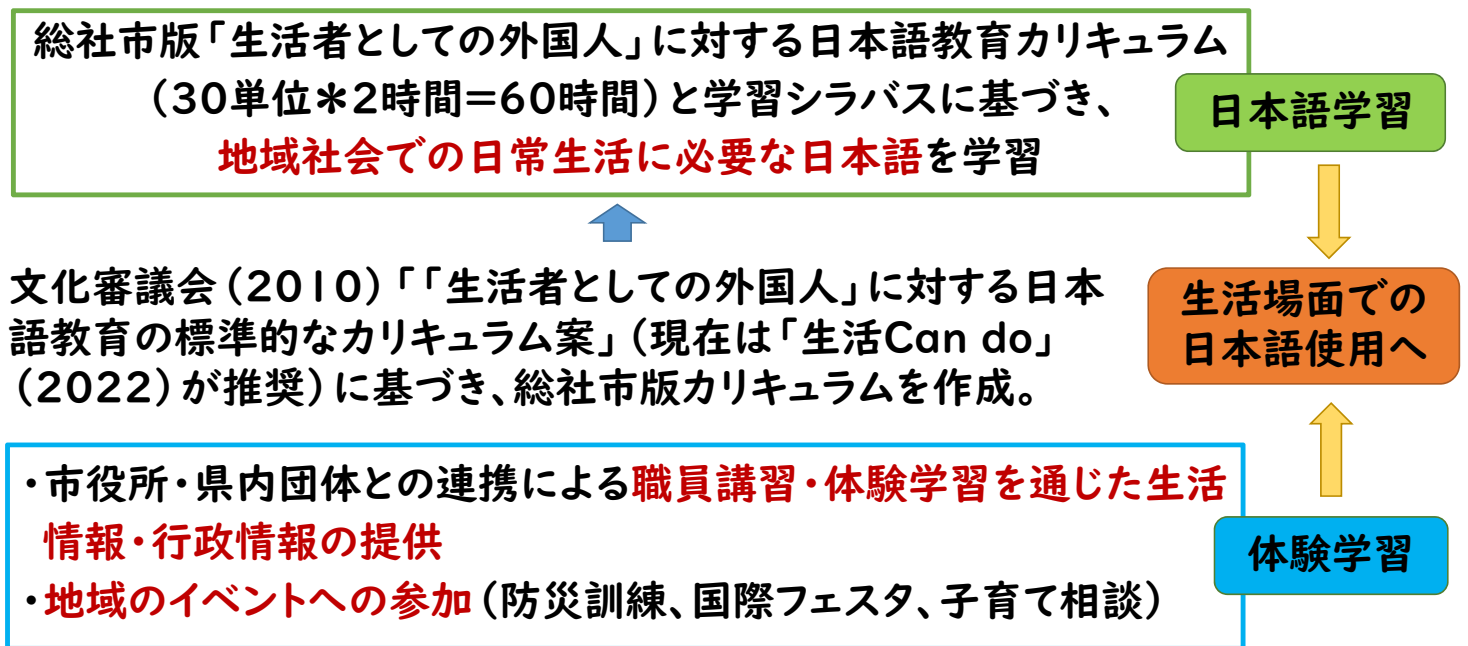 総社市版「生活者としての外国人」に対する日本語教育カリキュラム
（30単位＊2時間＝60時間）と学習シラバスに基づき、
地域社会での日常生活に必要な日本語を学習
日本語学習
文化審議会（2010）「「生活者としての外国人」に対する日本
語教育の標準的なカリキュラム案」（現在は「生活Can do」
（2022）が推奨）に基づき、総社市版カリキュラムを作成。
生活場面での
日本語使用へ
・市役所・県内団体との連携による職員講習・体験学習を通じた生活
情報・行政情報の提供
・地域のイベントへの参加（防災訓練、国際フェスタ、子育て相談）
体験学習